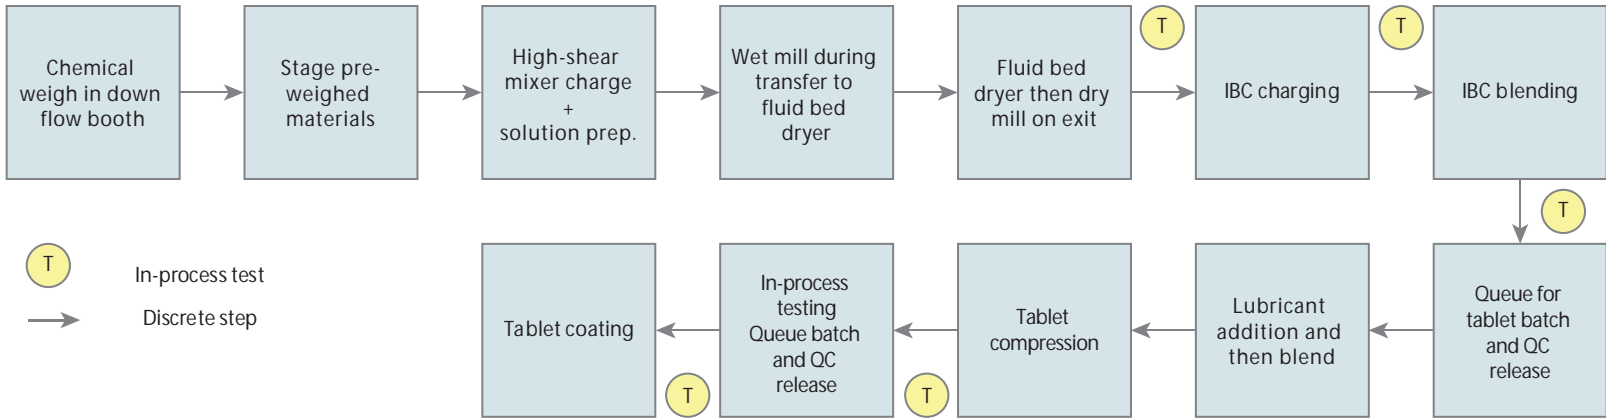 Chemical
weigh in down
flow booth
Stage pre-
weighed
materials
High-shear
mixer charge
+
solution prep.
Wet mill during
transfer to
fluid bed
dryer
Fluid bed
dryer then dry
mill on exit
T
IBC charging
T
IBC blending
T
Queue for
tablet batch
and QC
release
Lubricant
addition and
then blend
Tablet
compression
T
In-process
testing
Queue batch
and QC
release
T
Tablet coating
T
In-process test
Discrete step